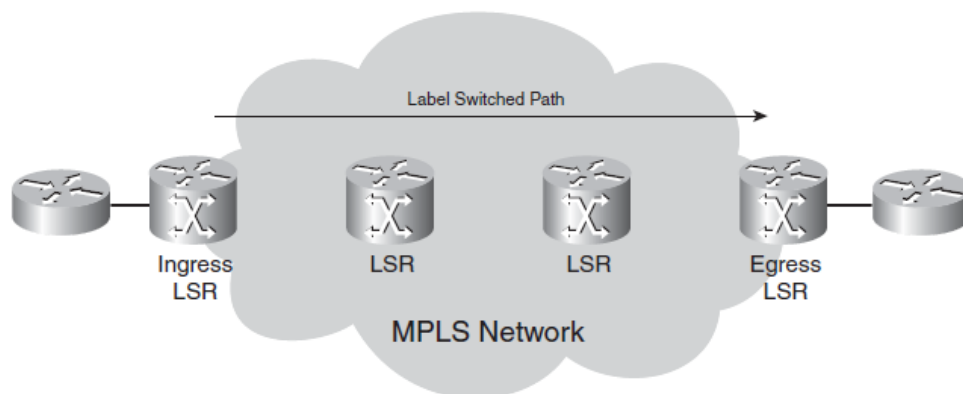 Label Switched Path
Ingress
LSR
LSR
LSR
Egress
LSR
MPLS Network